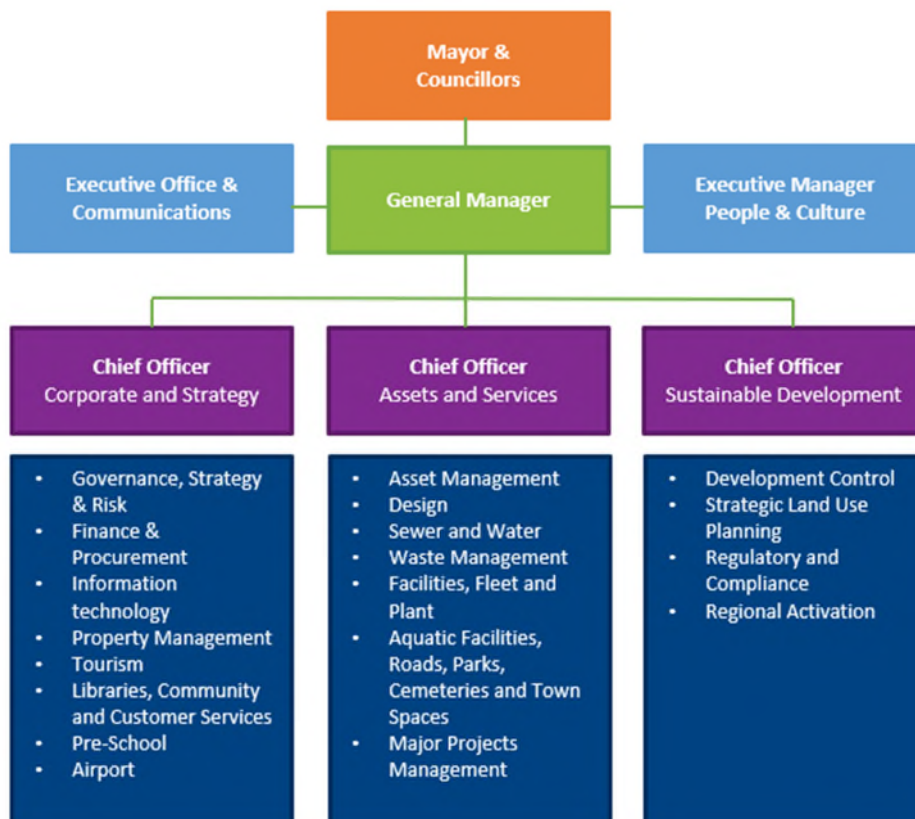 Mayor &
Councillors
Executive Office &
Communications
General Manager
Executive Manager
People & Culture
Chief Officer
Corporate and Strategy
Chief Officer
Assets and Services
Chief Officer
Sustainable Development
• Governance, Strategy
& Risk
• Finance &
Procurement
• Information
technology
• Property Management
• Tourism
• Libraries, Community
and Customer Services
• Pre-School
• Airport
• Asset Management
• Design
• Sewer and Water
• Waste Management
• Facilities, Fleet and
Plant
• Aquatic Facilities,
Roads, Parks,
Cemeteries and Town
Spaces
• Major Projects
Management
• Development Control
• Strategic Land Use
Planning
• Regulatory and
Compliance
• Regional Activation